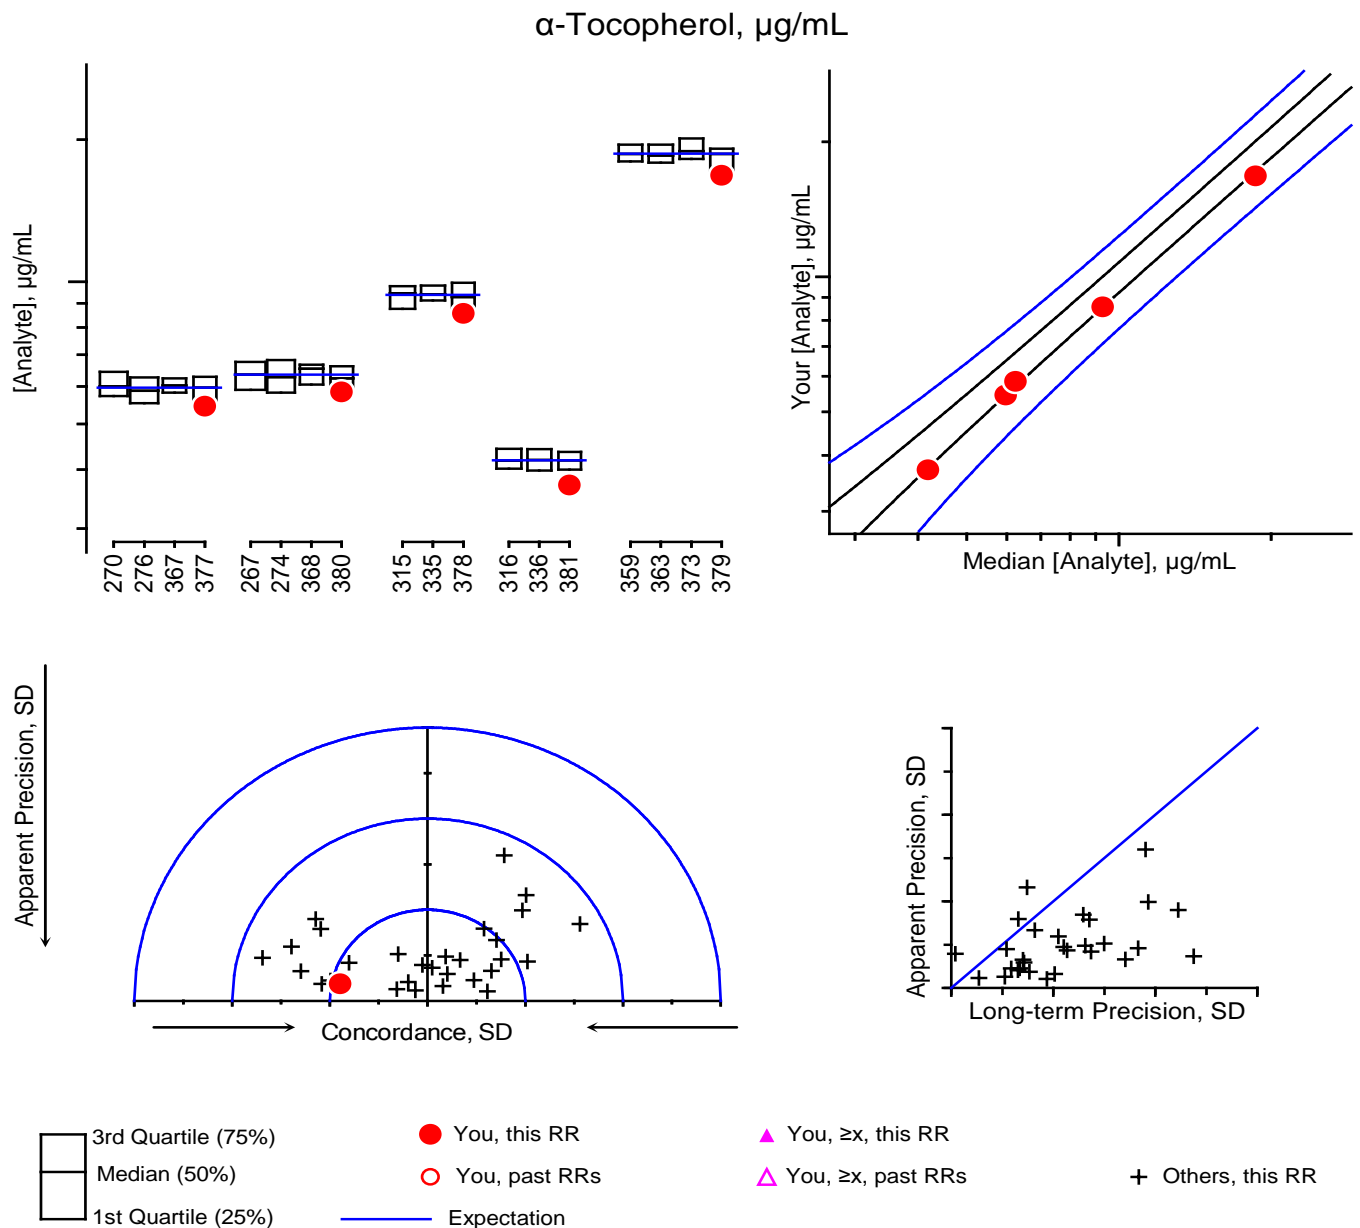 α-Tocopherol, µg/mL
[Analyte], µg/mL
270 276 367 377 267 274 368 380 315 335 378 316 336 381 359 363 373 379
Your [Analyte], µg/mL
Median [Analyte], µg/mL
Apparent Precision, SD
Concordance, SD
Apparent Precision, SD
Long-term Precision, SD
3rd Quartile (75%)
Median (50%)
1st Quartile (25%)
You, this RR
You, past RRs
Expectation
You, ≥x, this RR
You, ≥x, past RRs
Others, this RR